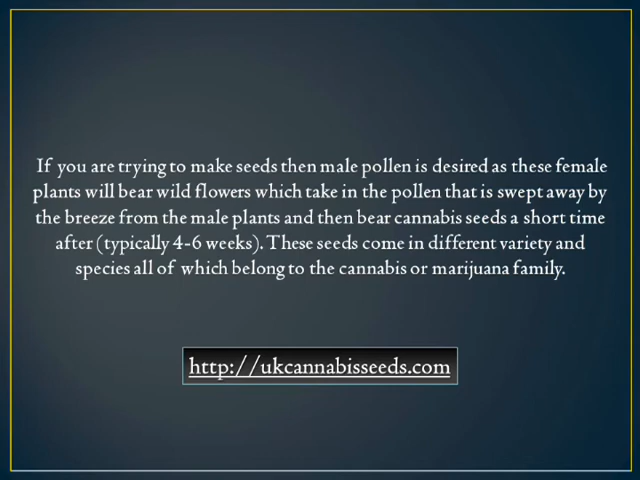 If you are trying to make seeds then male pollen is desired as these female
plants will bear wild flowers which take in the pollen that is swept away by
the breeze from the male plants and then bear cannabis seeds a short time
after (typically 4-6 weeks). These seeds come in different variety and
species all of which belong to the cannabis or marijuana family.
http://ukcannabisseeds.com